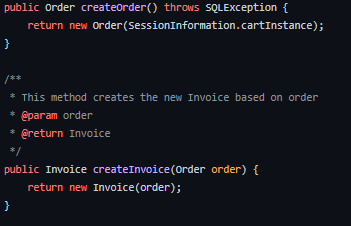 public Order createOrder() throws SQLException {
    return new Order(SessionInformation.cartInstance);
}
/**
 * This method creates the new Invoice based on order
 * @param order
 * @return Invoice
 */
public Invoice createInvoice(Order order) {
    return new Invoice(order);
}